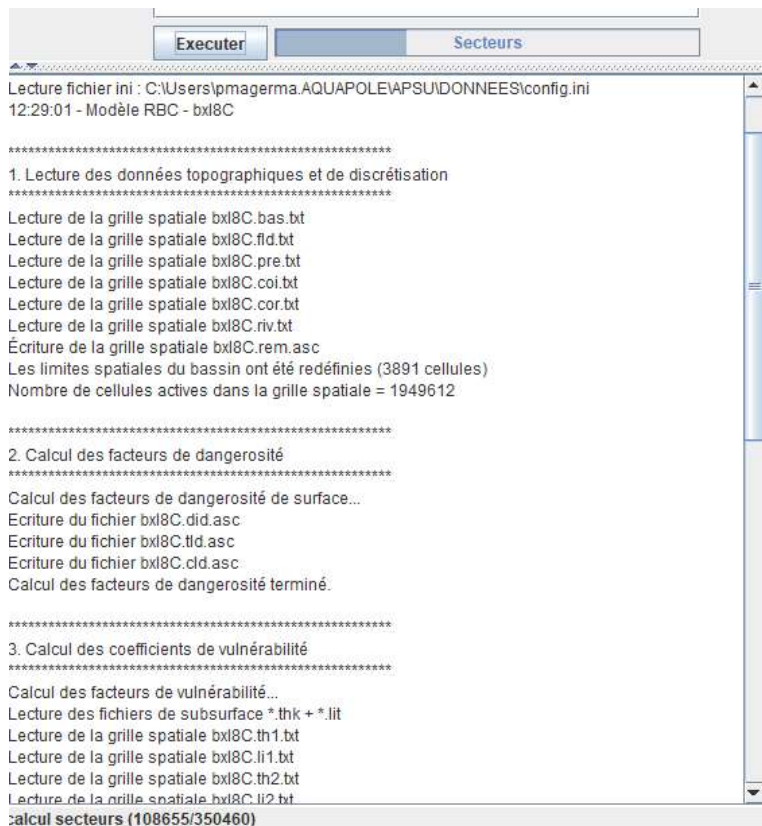 Executer
Secteurs
Lecture fichier ini : C:\Users\pmagerma.AQUAPOLE\APSU\DONNEES\config.ini
12:29:01 - Modèle RBC - bxl8C
*******************************************************
1. Lecture des données topographiques et de discrétisation
*******************************************************
Lecture de la grille spatiale bxl8C.bas.txt
Lecture de la grille spatiale bxl8C.fld.txt
Lecture de la grille spatiale bxl8C.pre.txt
Lecture de la grille spatiale bxl8C.coi.txt
Lecture de la grille spatiale bxl8C.cor.txt
Lecture de la grille spatiale bxl8C.riv.txt
Écriture de la grille spatiale bxl8C.rem.asc
Les limites spatiales du bassin ont été redéfinies (3891 cellules)
Nombre de cellules actives dans la grille spatiale = 1949612
*******************************************************
2. Calcul des facteurs de dangerosité
*******************************************************
Calcul des facteurs de dangerosité de surface...
Ecriture du fichier bxl8C.did.asc
Ecriture du fichier bxl8C.tld.asc
Ecriture du fichier bxl8C.cld.asc
Calcul des facteurs de dangerosité terminé.
*******************************************************
3. Calcul des coefficients de vulnérabilité
*******************************************************
Calcul des facteurs de vulnérabilité...
Lecture des fichiers de subsurface *.thk + *.lit
Lecture de la grille spatiale bxl8C.th1.txt
Lecture de la grille spatiale bxl8C.li1.txt
Lecture de la grille spatiale bxl8C.th2.txt
Lecture de la grille spatiale bxl8C.li2.txt
calcul secteurs (108655/350460)